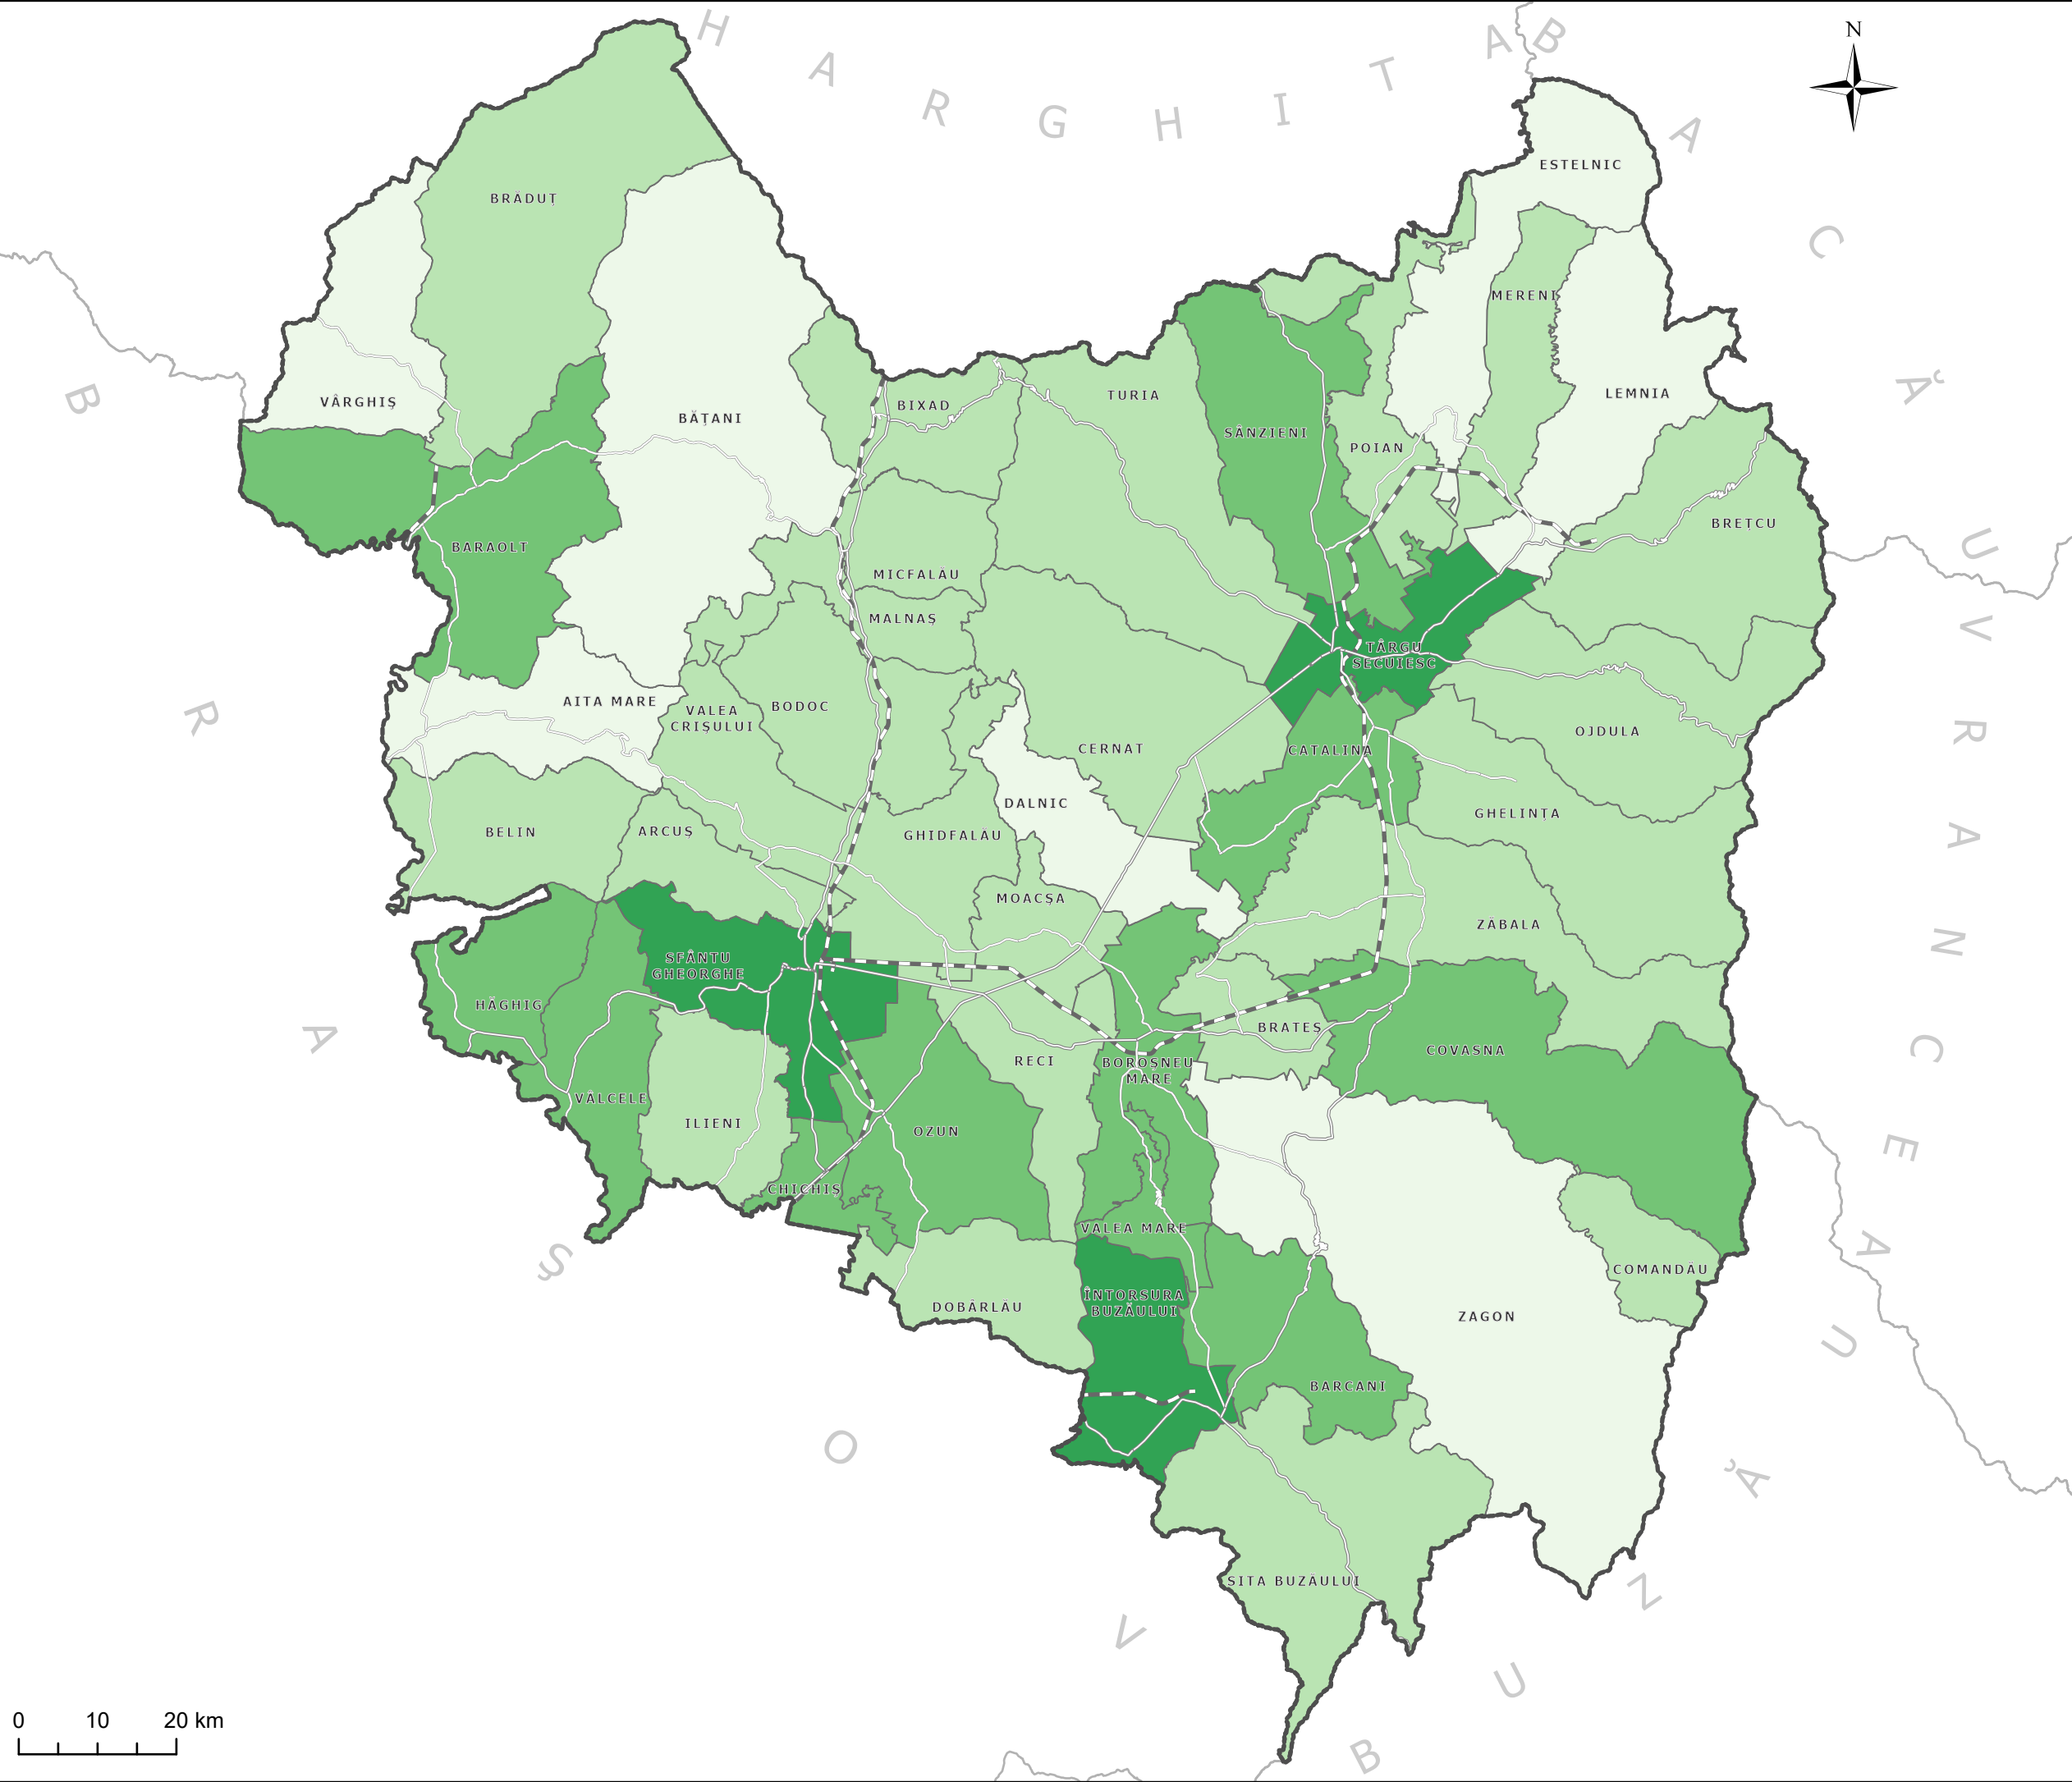 HARGHITA
BACĂU
VRANCEA
BUZĂU
BRAȘOV
N
ESTELNIC
BRĂDUȚ
MERENI
LEMNIA
VÂRGHIȘ
BĂȚANI
BIXAD
TURIA
SÂNZIENI
POIAN
BRETCU
BARAOLT
MICFALĂU
MALNAȘ
TÂRGU
SECUIESC
AITA MARE
VALEA
CRIȘULUI
BODOC
CERNAT
CATALINA
OJDULA
DALNIC
GHELINȚA
BELIN
ARCUȘ
GHIDFALĂU
MOACȘA
ZĂBALA
SFÂNTU
GHEORGHE
HĂGHIG
BRATEȘ
RECI
BOROȘNEU
MARE
COVASNA
VÂLCELE
ILIENI
OZUN
CHICHIȘ
VALEA MARE
COMANDĂU
DOBÂRLĂU
ÎNTORSURA
BUZĂULUI
ZAGON
BARCANI
SITA BUZĂULUI
0 10 20 km